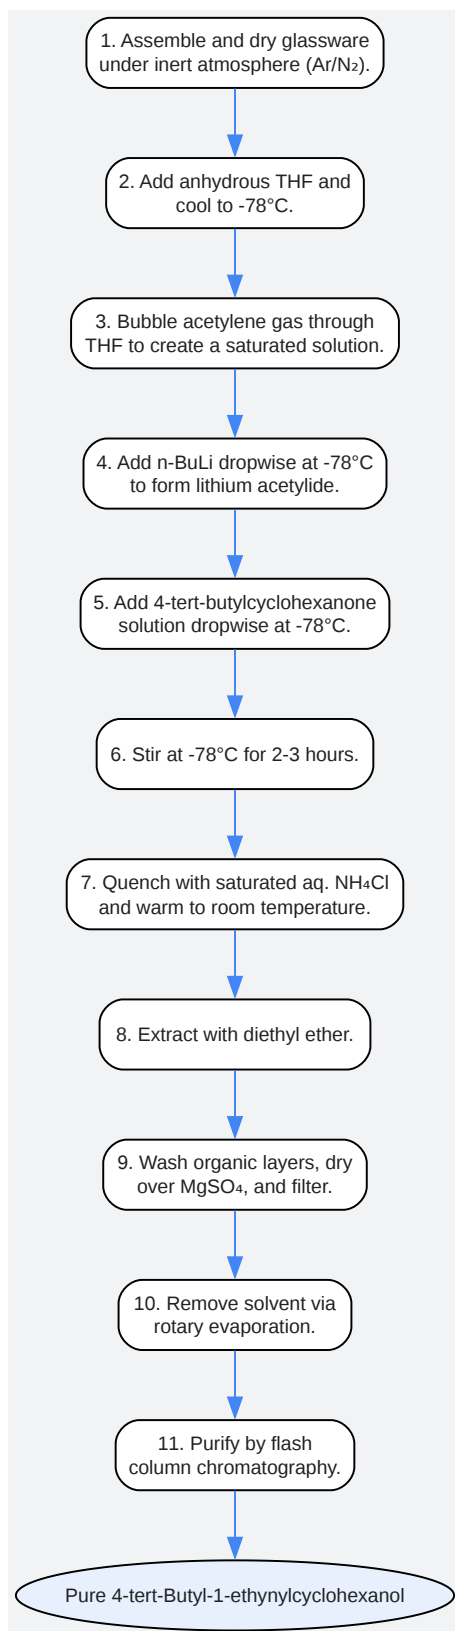 1. Assemble and dry glassware
under inert atmosphere (Ar/N₂).
2. Add anhydrous THF and
cool to -78°C.
3. Bubble acetylene gas through
THF to create a saturated solution.
4. Add n-BuLi dropwise at -78°C
to form lithium acetylide.
5. Add 4-tert-butylcyclohexanone
solution dropwise at -78°C.
6. Stir at -78°C for 2-3 hours.
7. Quench with saturated aq. NH₄Cl
and warm to room temperature.
8. Extract with diethyl ether.
9. Wash organic layers, dry
over MgSO₄, and filter.
10. Remove solvent via
rotary evaporation.
11. Purify by flash
column chromatography.
Pure 4-tert-Butyl-1-ethynylcyclohexanol